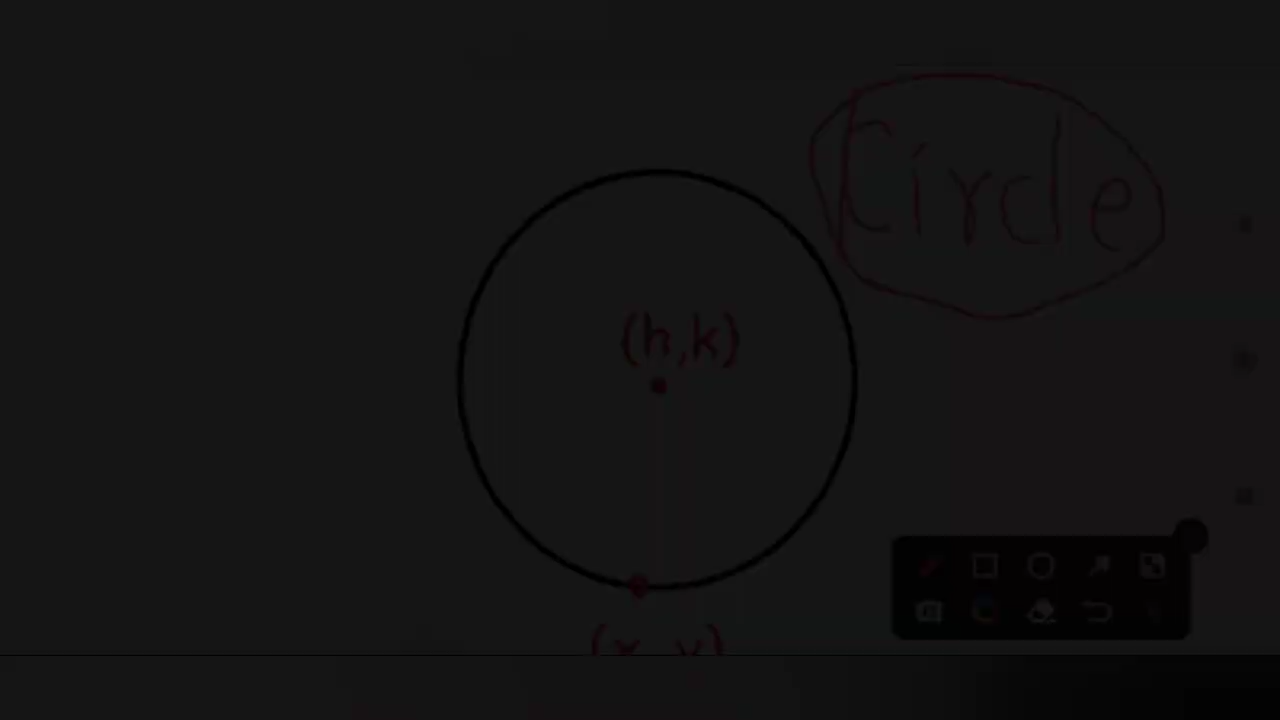 Circle
(h,k)
(x, y)